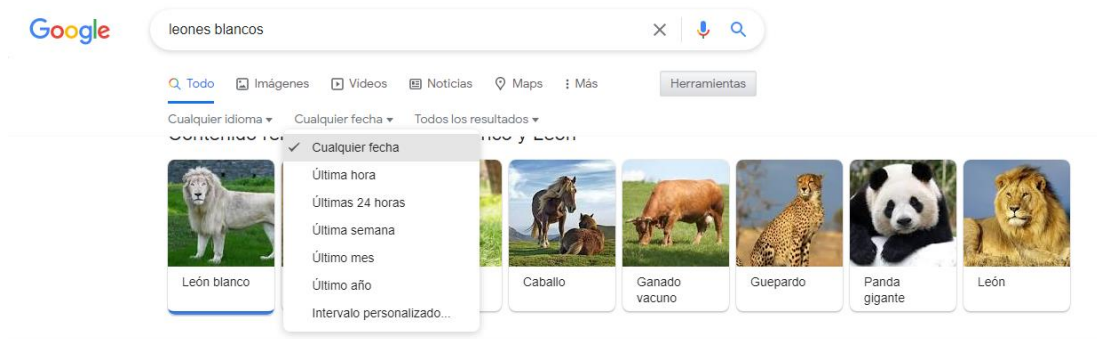 Google
leones blancos
Todo Imágenes Videos Noticias Maps Más Herramientas
Cualquier idioma Cualquier fecha Todos los resultados
Contenido y León
Cualquier fecha
Última hora
Últimas 24 horas
Última semana
Último mes
Último año
Intervalo personalizado...
León blanco
Caballo
Ganado
vacuno
Guepardo
Panda
gigante
León